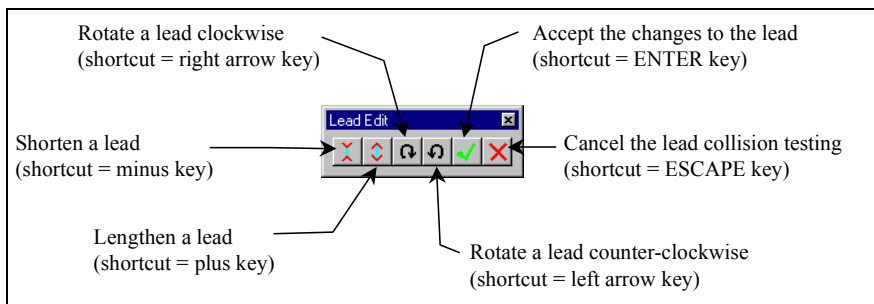 Rotate a lead clockwise
(shortcut = right arrow key)
Accept the changes to the lead
(shortcut = ENTER key)
Lead Edit
Shorten a lead
(shortcut = minus key)
Cancel the lead collision testing
(shortcut = ESCAPE key)
Lengthen a lead
(shortcut = plus key)
Rotate a lead counter-clockwise
(shortcut = left arrow key)